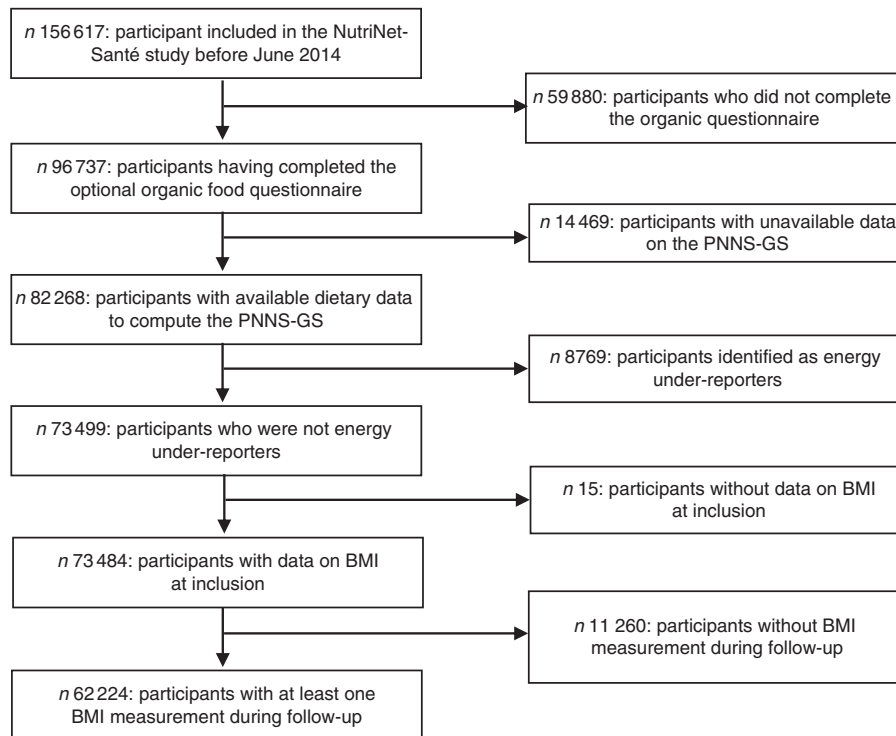 n 156 617: participant included in the NutriNet-
Santé study before June 2014
n 59 880: participants who did not complete
the organic questionnaire
n 96 737: participants having completed the
optional organic food questionnaire
n 14 469: participants with unavailable data
on the PNNS-GS
n 82 268: participants with available dietary data
to compute the PNNS-GS
n 8769: participants identified as energy
under-reporters
n 73 499: participants who were not energy
under-reporters
n 15: participants without data on BMI
at inclusion
n 73 484: participants with data on BMI
at inclusion
n 11 260: participants without BMI
measurement during follow-up
n 62 224: participants with at least one
BMI measurement during follow-up